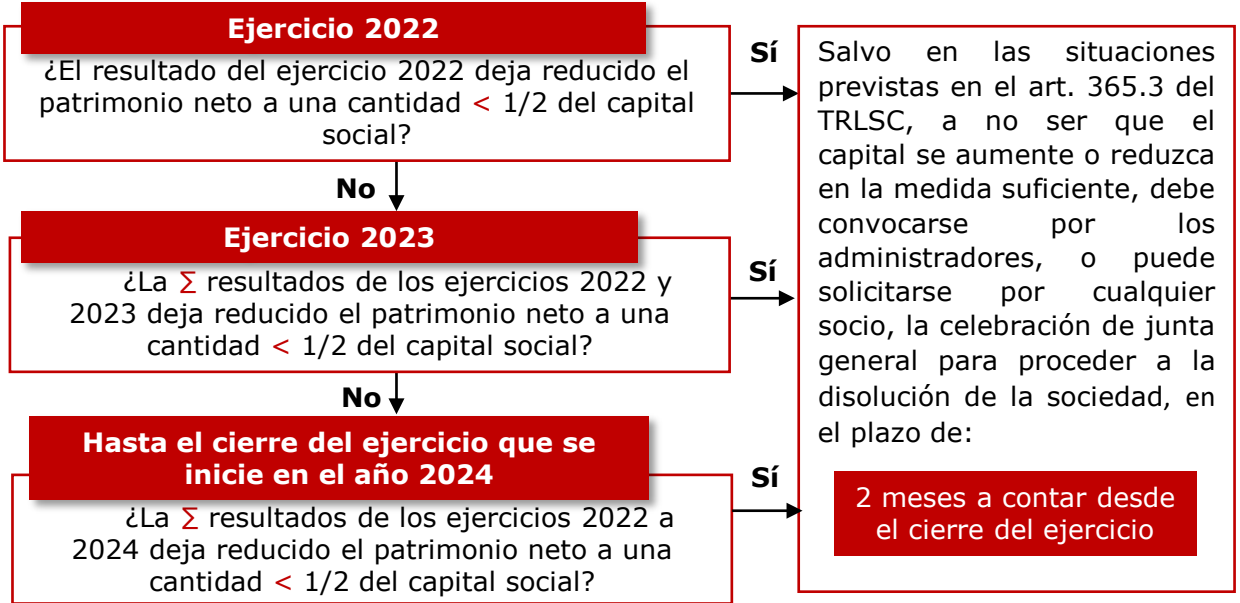 Ejercicio 2022
¿El resultado del ejercicio 2022 deja reducido el
patrimonio neto a una cantidad < 1/2 del capital
social?
Sí
No
Ejercicio 2023
¿La ∑ resultados de los ejercicios 2022 y
2023 deja reducido el patrimonio neto a una
cantidad < 1/2 del capital social?
Sí
No
Hasta el cierre del ejercicio que se
inicie en el año 2024
¿La ∑ resultados de los ejercicios 2022 a
2024 deja reducido el patrimonio neto a una
cantidad < 1/2 del capital social?
Sí
Salvo en las situaciones
previstas en el art. 365.3 del
TRLSC, a no ser que el
capital se aumente o reduzca
en la medida suficiente, debe
convocarse por los
administradores, o puede
solicitarse por cualquier
socio, la celebración de junta
general para proceder a la
disolución de la sociedad, en
el plazo de:
2 meses a contar desde
el cierre del ejercicio